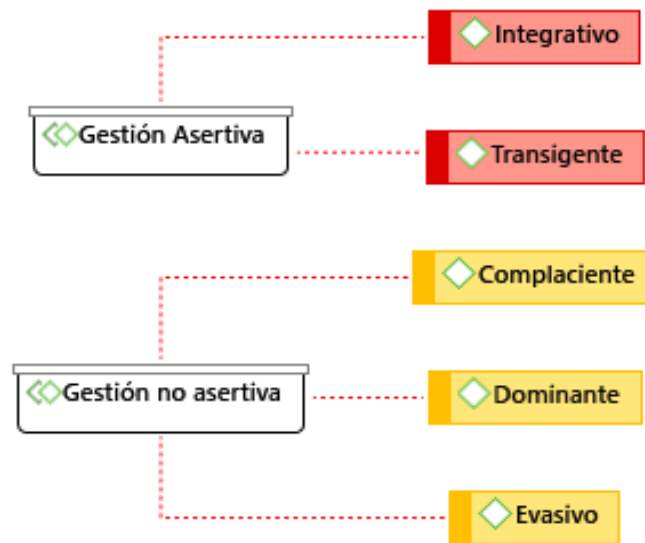 Integrativo
Gestión Asertiva
Transigente
Complaciente
Gestión no asertiva
Dominante
Evasivo